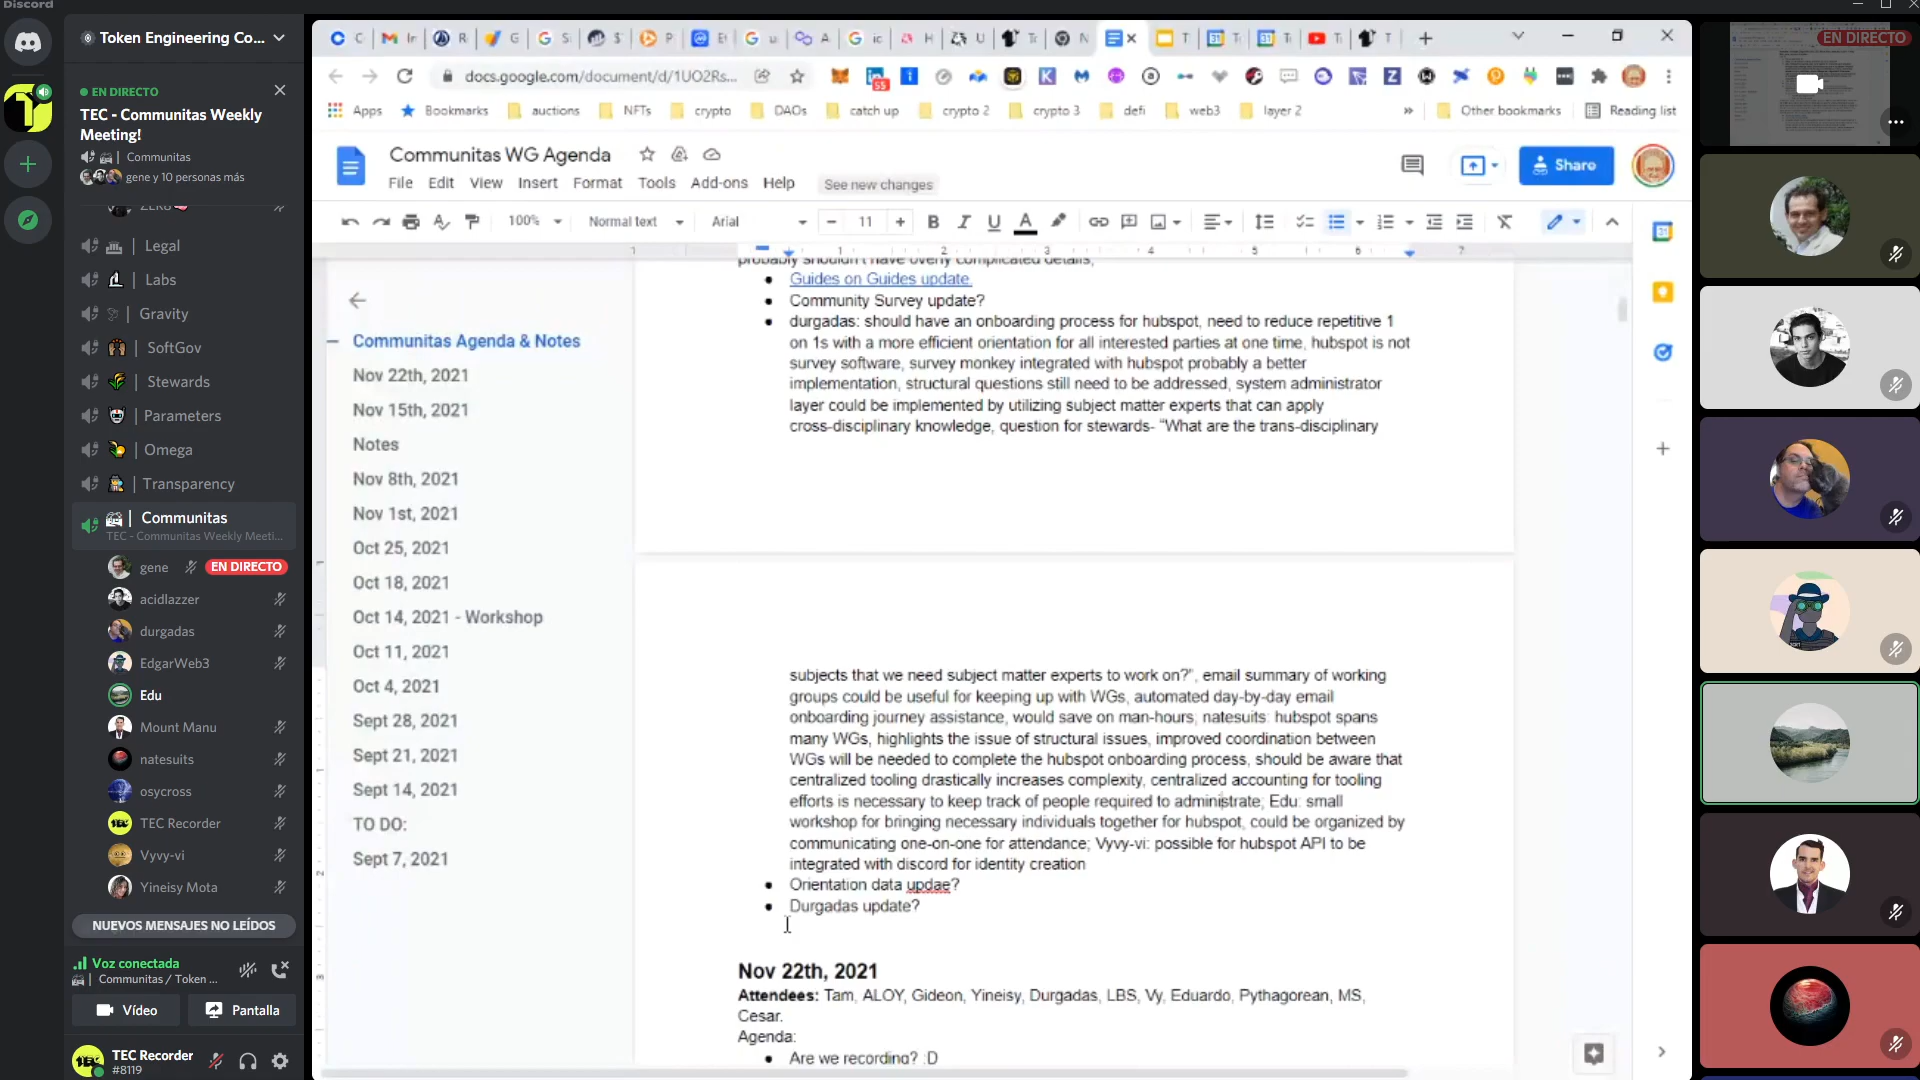 Discord
Token Engineering Co...
EN DIRECTO
TEC - Communitas Weekly
Meeting!
Communitas
gene y 10 personas más
Legal
Labs
Gravity
SoftGov
Stewards
Parameters
Omega
Transparency
Communitas
TEC - Communitas Weekly Meeti...
gene EN DIRECTO
acidlazzer
durgadas
EdgarWeb3
Edu
Mount Manu
natesuits
osycross
TEC Recorder
Vyvy-vi
Yineisy Mota
NUEVOS MENSAJES NO LEÍDOS
Voz conectada
Communitas / Token ...
Vídeo Pantalla
TEC Recorder
#8119
docs.google.com/document/d/1UO2Rs...
55
Apps Bookmarks auctions NFTs crypto DAOs catch up crypto 2 crypto 3 defi web3 layer 2 » Other bookmarks Reading list
Communitas WG Agenda
File Edit View Insert Format Tools Add-ons Help See new changes
Share
100% Normal text Arial 11
Communitas Agenda & Notes
Nov 22th, 2021
Nov 15th, 2021
Notes
Nov 8th, 2021
Nov 1st, 2021
Oct 25, 2021
Oct 18, 2021
Oct 14, 2021 - Workshop
Oct 11, 2021
Oct 4, 2021
Sept 28, 2021
Sept 21, 2021
Sept 14, 2021
TO DO:
Sept 7, 2021
probably shouldn't have overly complicated details;
Guides on Guides update.
Community Survey update?
durgadas: should have an onboarding process for hubspot, need to reduce repetitive 1
on 1s with a more efficient orientation for all interested parties at one time, hubspot is not
survey software, survey monkey integrated with hubspot probably a better
implementation, structural questions still need to be addressed, system administrator
layer could be implemented by utilizing subject matter experts that can apply
cross-disciplinary knowledge, question for stewards- "What are the trans-disciplinary
subjects that we need subject matter experts to work on?", email summary of working
groups could be useful for keeping up with WGs, automated day-by-day email
onboarding journey assistance, would save on man-hours; natesuits: hubspot spans
many WGs, highlights the issue of structural issues, improved coordination between
WGs will be needed to complete the hubspot onboarding process, should be aware that
centralized tooling drastically increases complexity, centralized accounting for tooling
efforts is necessary to keep track of people required to administrate; Edu: small
workshop for bringing necessary individuals together for hubspot, could be organized by
communicating one-on-one for attendance; Vyvy-vi: possible for hubspot API to be
integrated with discord for identity creation
Orientation data updae?
Durgadas update?
Nov 22th, 2021
Attendees: Tam, ALOY, Gideon, Yineisy, Durgadas, LBS, Vy, Eduardo, Pythagorean, MS,
Cesar.
Agenda:
Are we recording? :D
EN DIRECTO